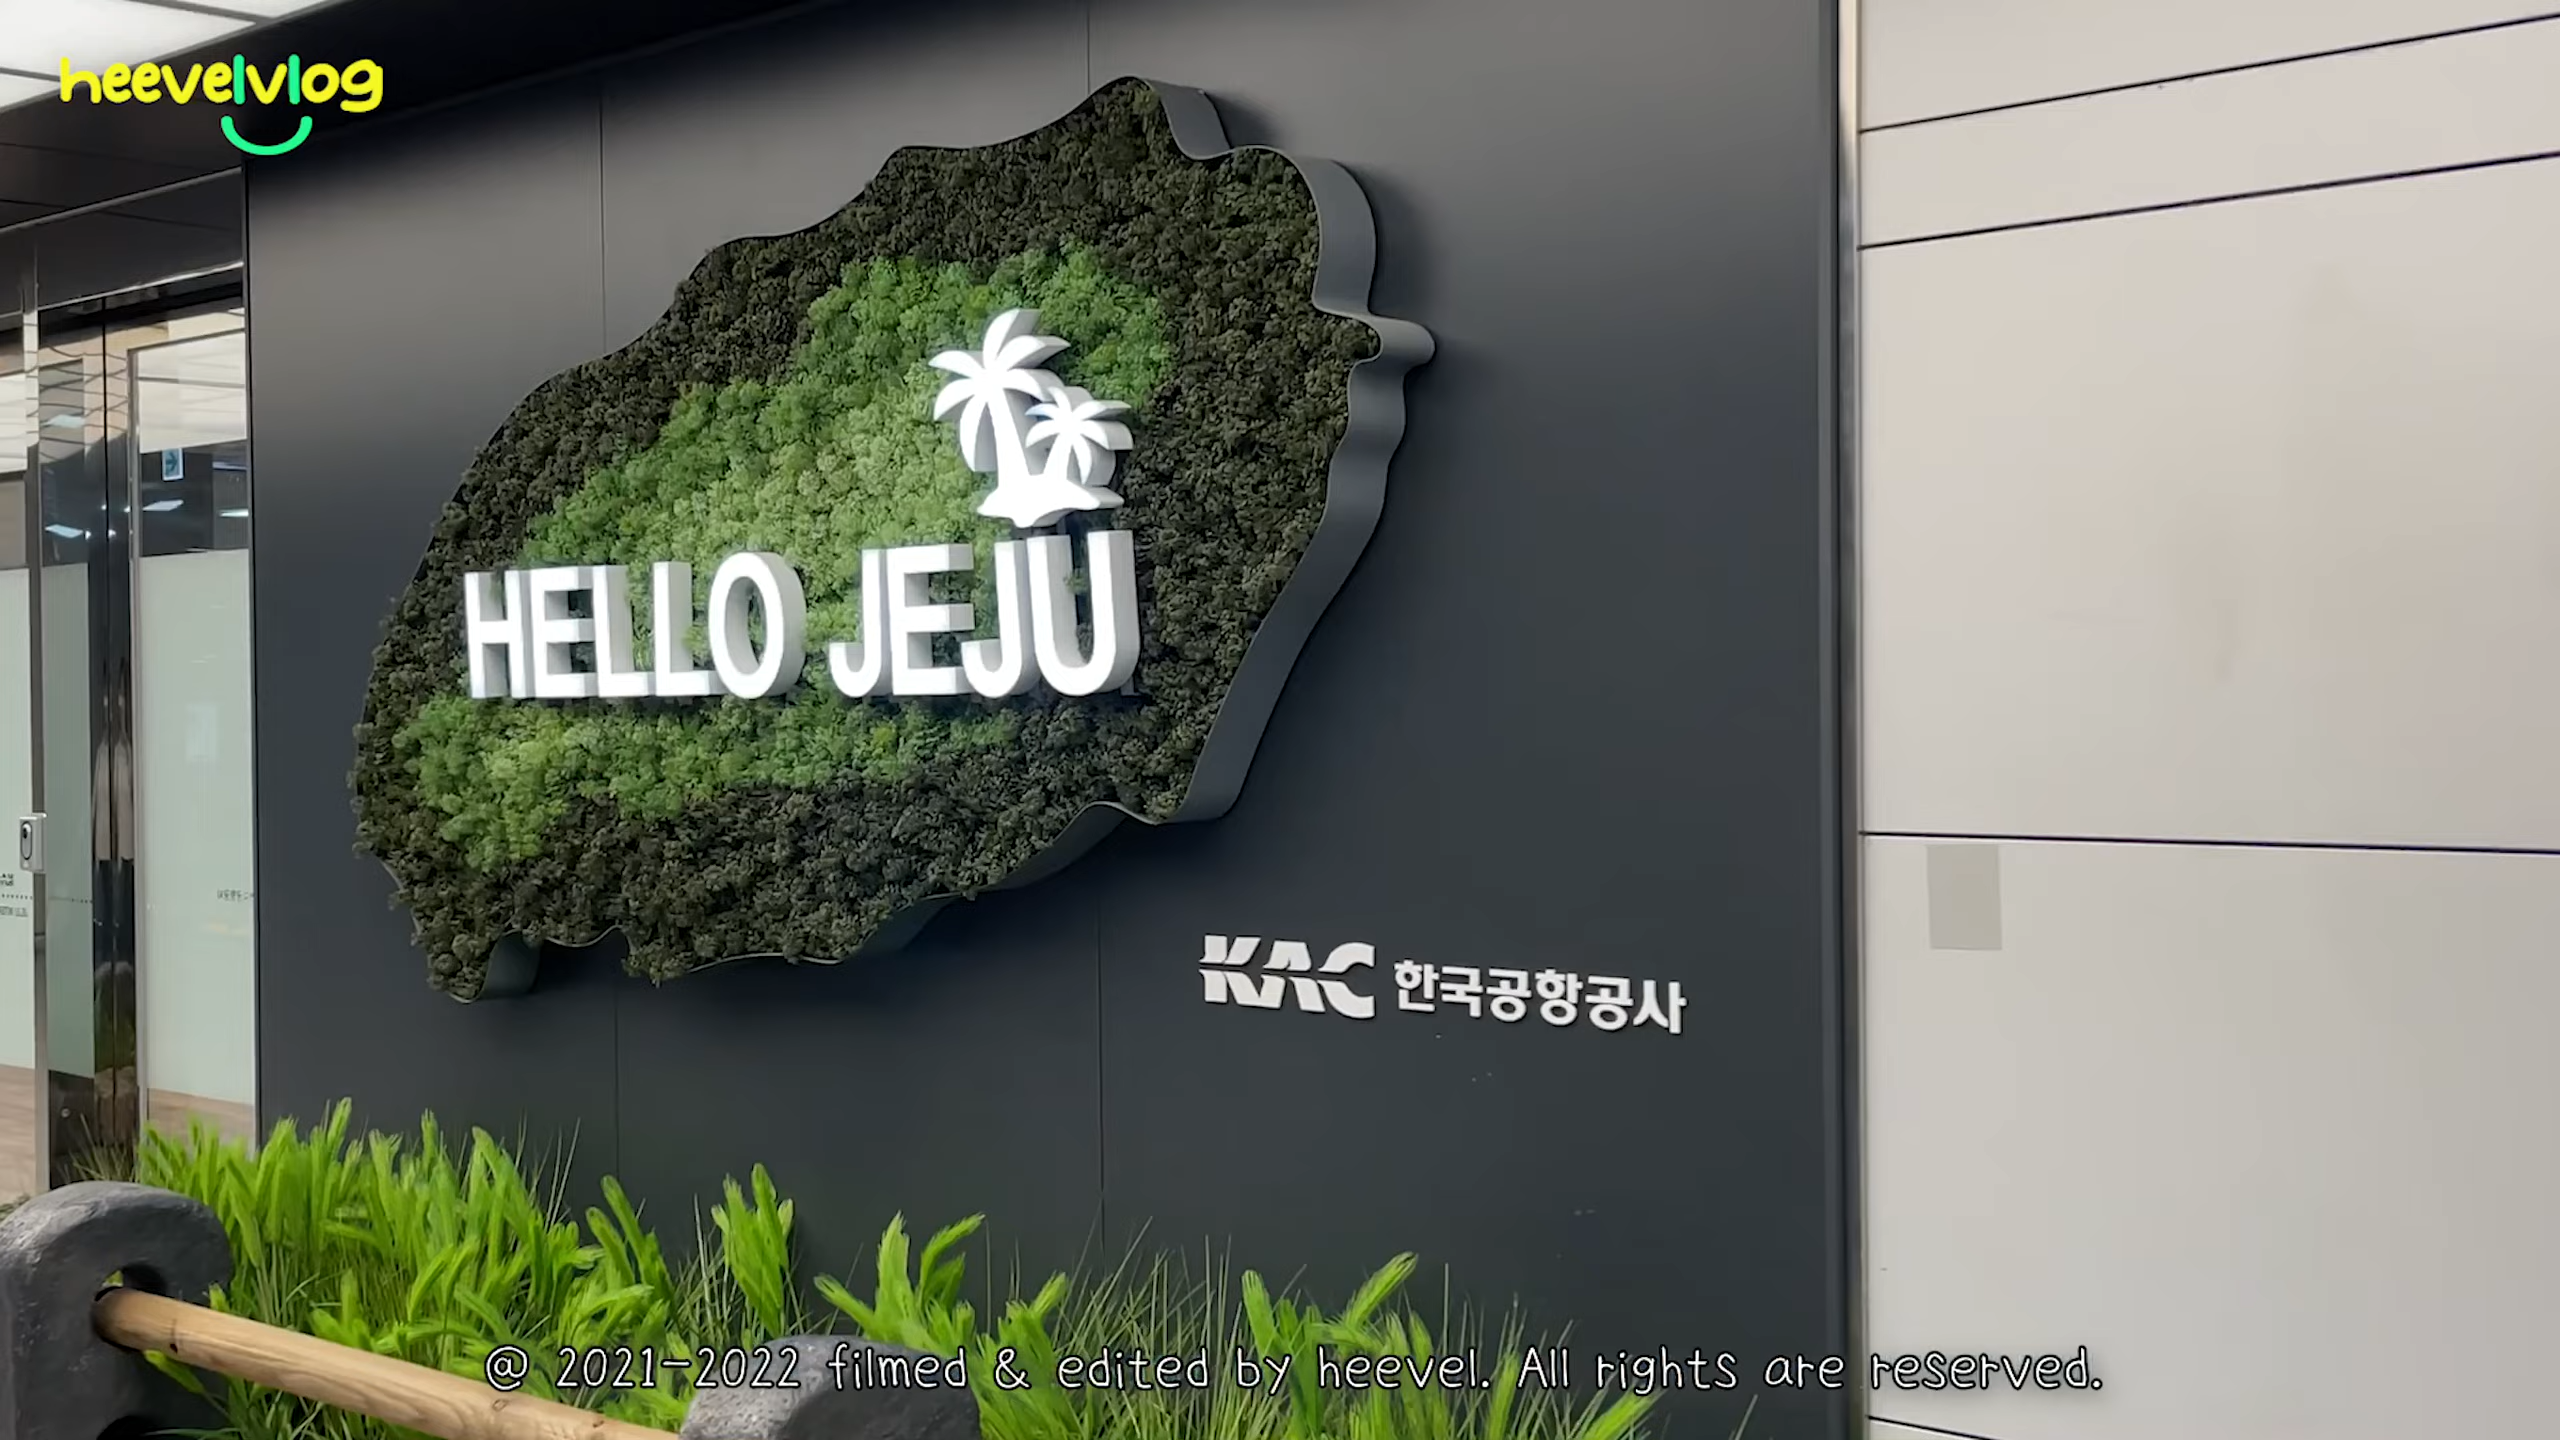 heevelvlog
HELLO JEJU
KAC 한국공항공사
@ 2021-2022 filmed & edited by heevel. All rights are reserved.